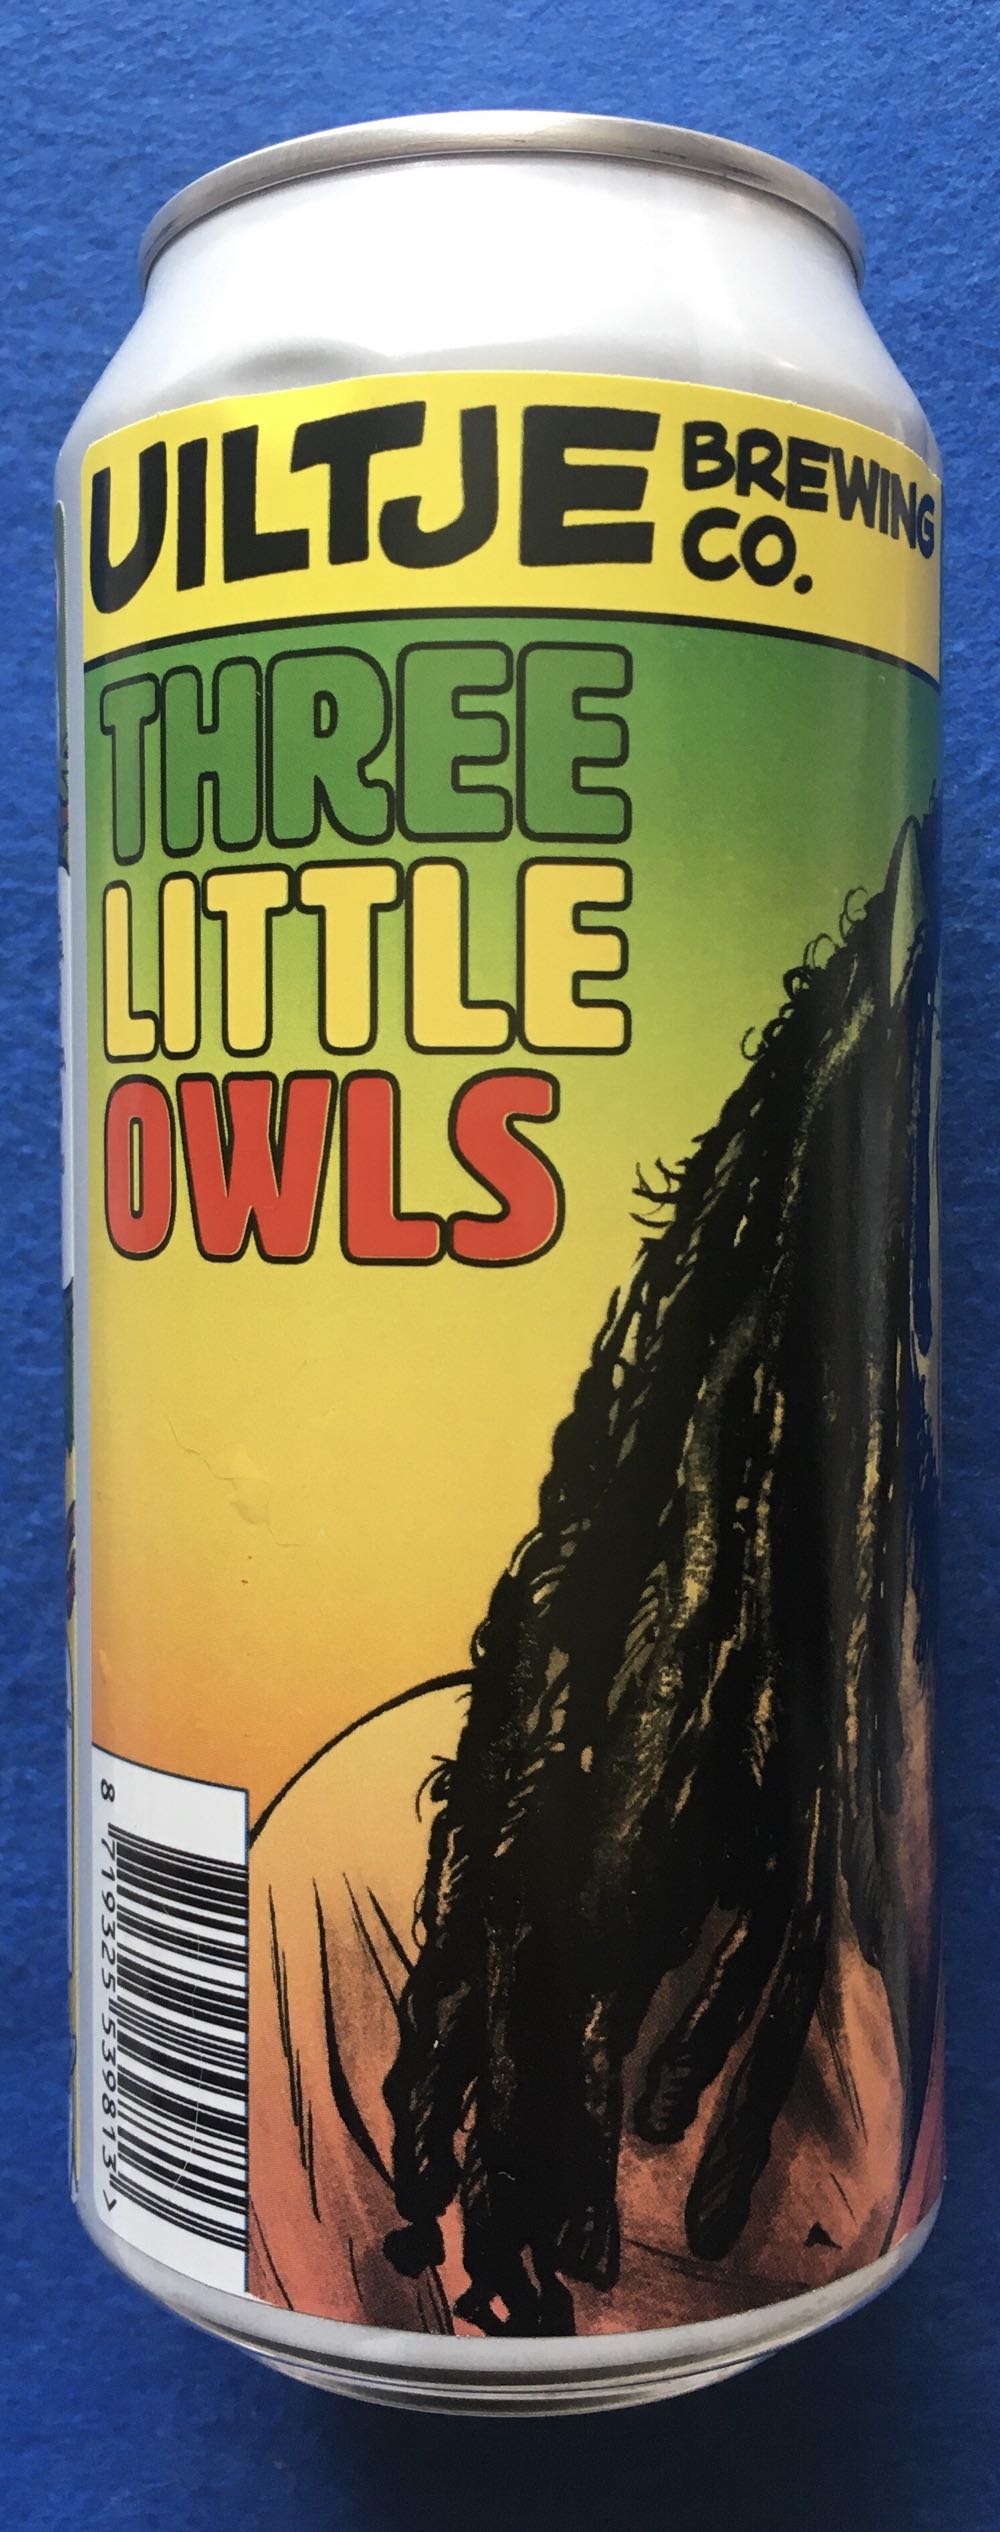 UILTJE BREWING CO.
THREE
LITTLE
OWLS
8 719325 539813 >